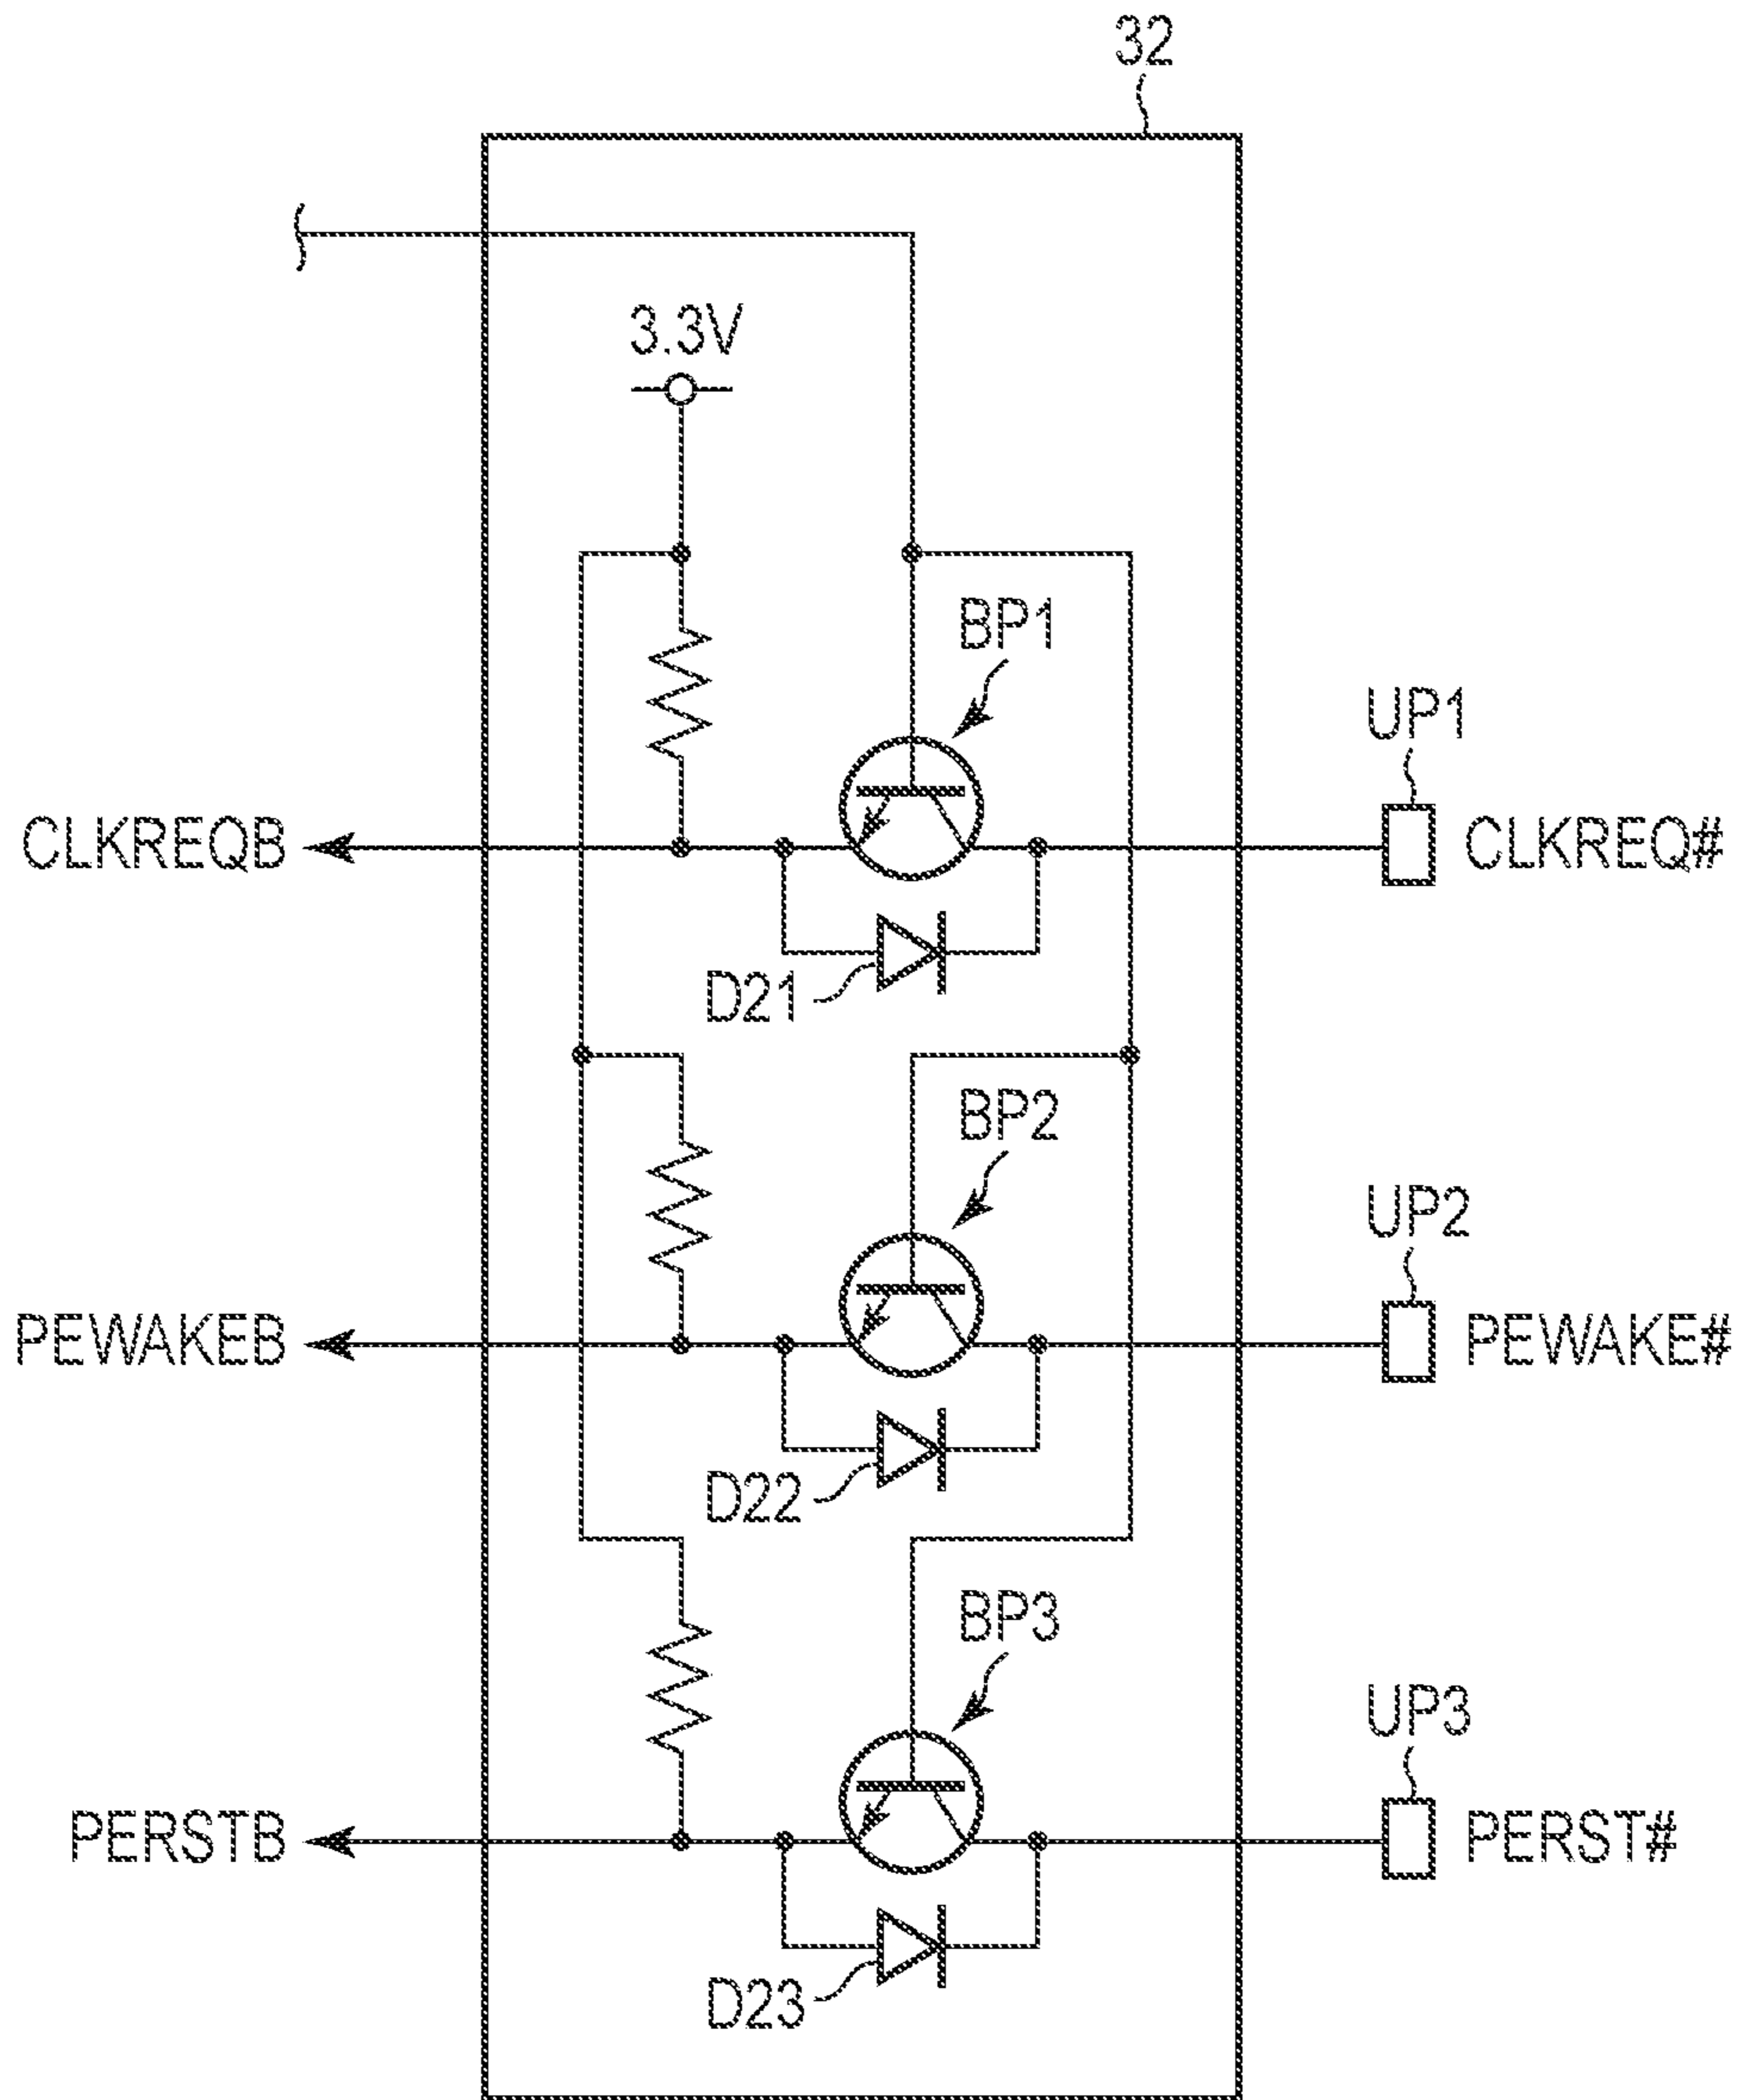 32
3.3V
BP1
UP1
CLKREQB
CLKREQ#
D21
BP2
UP2
PEWAKEB
PEWAKE#
D22
BP3
UP3
PERSTB
PERST#
D23